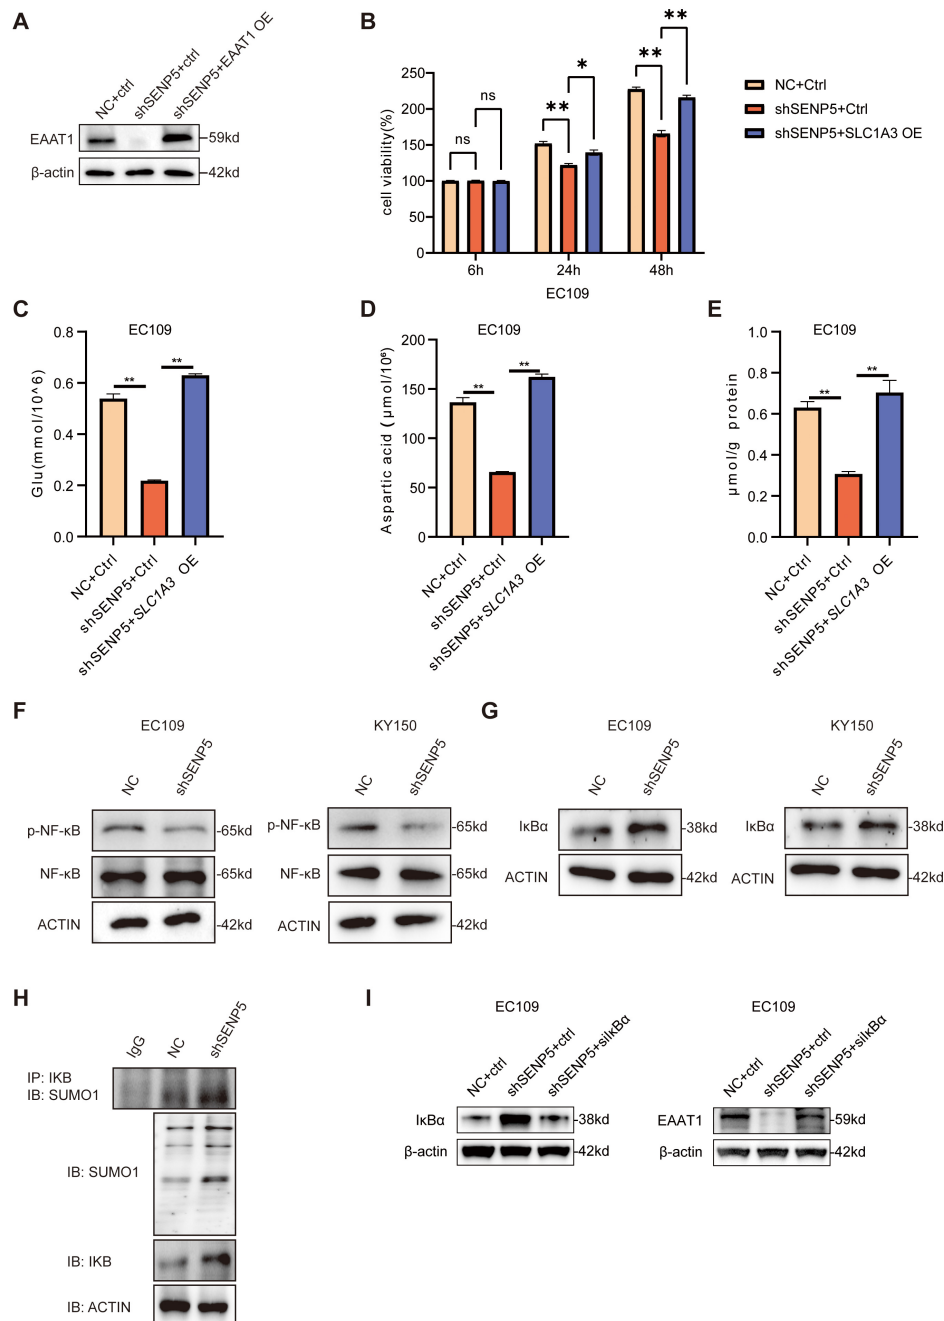 A
NC+ctrl
shSENP5+ctrl
shSENP5+EAAT1 OE
EAAT1
-59kd
β-actin
-42kd
B
cell viability(%)
250
200
150
100
50
0
ns
ns
**
*
**
**
6h
24h
48h
EC109
NC+Ctrl
shSENP5+Ctrl
shSENP5+SLC1A3 OE
C
EC109
Glu(mmol/10^6)
0.8
0.6
0.4
0.2
0.0
**
**
NC+Ctrl
shSENP5+Ctrl
shSENP5+SLC1A3 OE
D
EC109
Aspartic acid ( μmol/10⁶)
200
150
100
50
0
**
**
NC+Ctrl
shSENP5+Ctrl
shSENP5+SLC1A3 OE
E
EC109
μmol/g protein
1.0
0.8
0.6
0.4
0.2
0.0
**
**
NC+Ctrl
shSENP5+Ctrl
shSENP5+SLC1A3 OE
F
EC109
NC
shSENP5
p-NF-κB
-65kd
NF-κB
-65kd
ACTIN
-42kd
KY150
NC
shSENP5
p-NF-κB
-65kd
NF-κB
-65kd
ACTIN
-42kd
G
EC109
NC
shSENP5
IκBα
-38kd
ACTIN
-42kd
KY150
NC
shSENP5
IκBα
-38kd
ACTIN
-42kd
H
IgG
NC
shSENP5
IP: IKB
IB: SUMO1
IB: SUMO1
IB: IKB
IB: ACTIN
I
EC109
NC+ctrl
shSENP5+ctrl
shSENP5+siIκBα
IκBα
-38kd
β-actin
-42kd
EC109
NC+ctrl
shSENP5+ctrl
shSENP5+siIκBα
EAAT1
-59kd
β-actin
-42kd